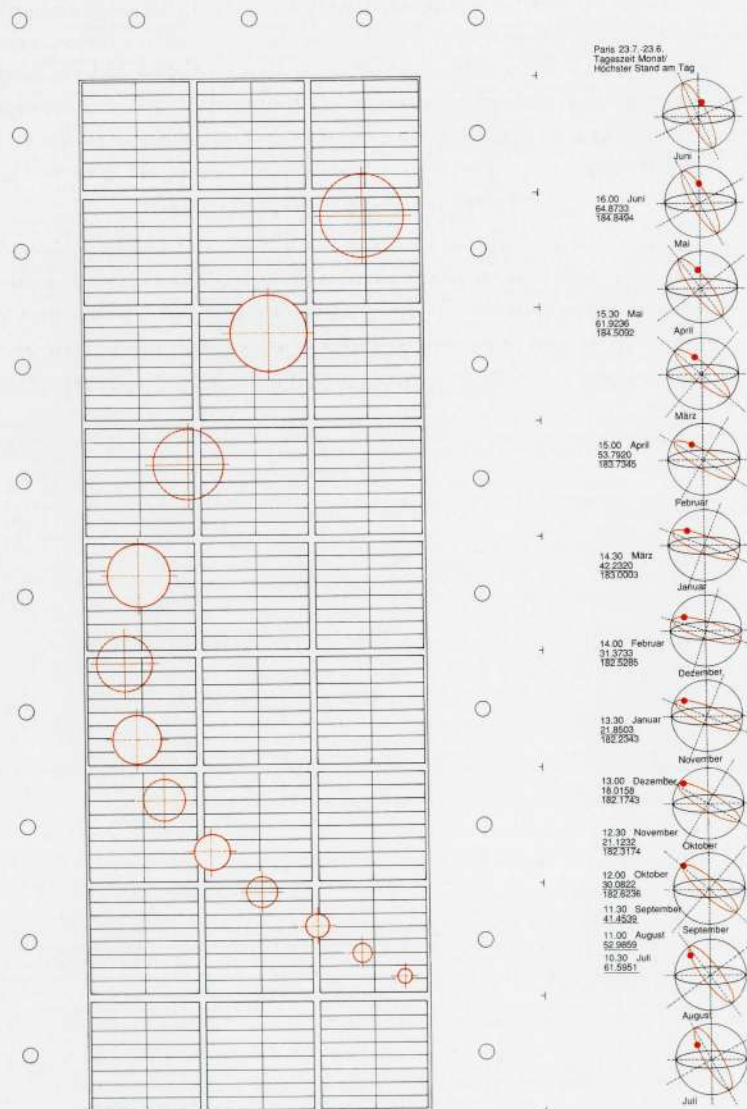 Paris 23.7.-23.6.
Tageszeit Monat/
Höchster Stand am Tag
Juni
16.00 Juni
64.8733
184.8494
Mai
15.30 Mai
61.9236
184.5092
April
März
15.00 April
53.7920
183.7345
Februar
14.30 März
42.2320
183.0003
Januar
14.00 Februar
31.3733
182.5285
Dezember
13.30 Januar
21.8503
182.2343
November
13.00 Dezember
18.0158
182.1743
12.30 November
21.1232
182.3174
Oktober
12.00 Oktober
30.0822
182.6236
11.30 September
41.4539
September
11.00 August
52.9859
10.30 Juli
61.5951
August
Juli